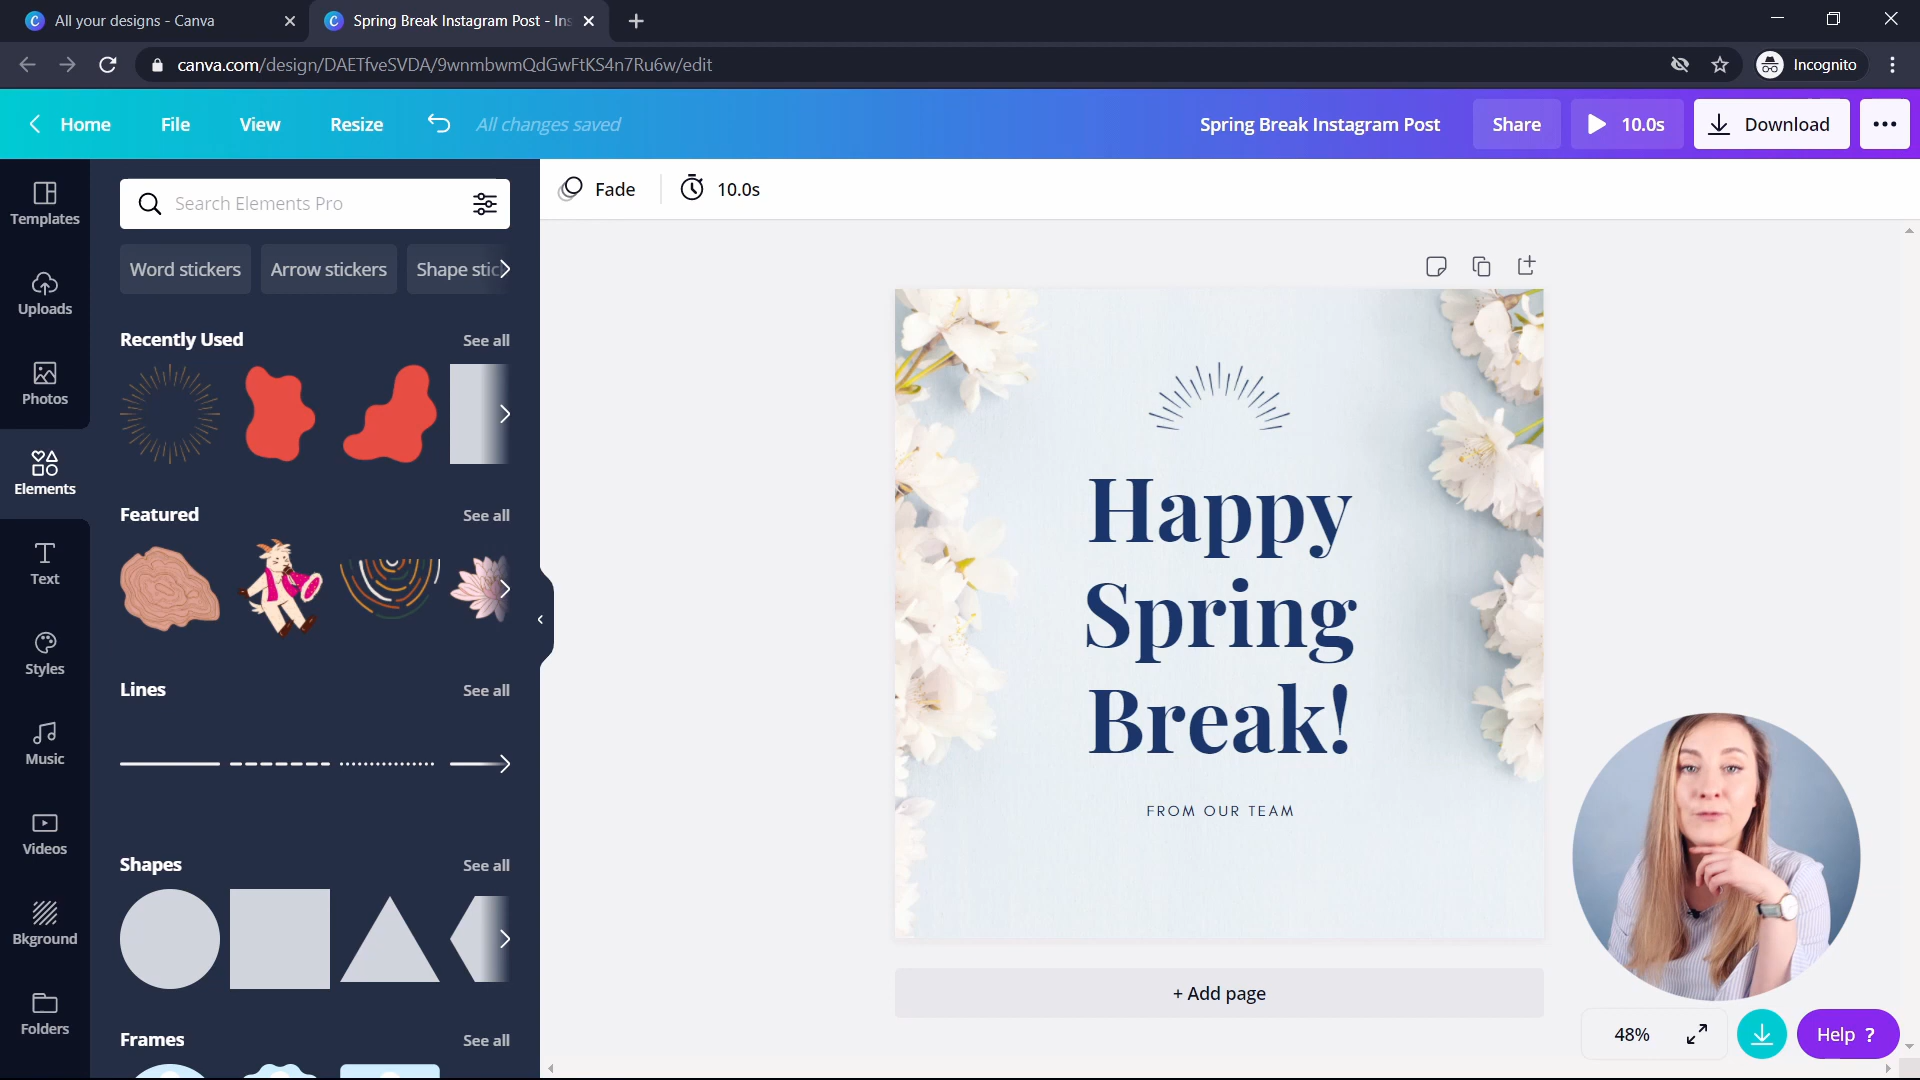 All your designs - Canva
Spring Break Instagram Post - Ins
canva.com/design/DAETfveSVDA/9wnmbwmQdGwFtKS4n7Ru6w/edit
Incognito
Home
File
View
Resize
All changes saved
Spring Break Instagram Post
Share
10.0s
Download
Templates
Uploads
Photos
Elements
Text
Styles
Music
Videos
Bkground
Folders
Search Elements Pro
Word stickers
Arrow stickers
Shape stic
Recently Used
See all
Featured
See all
Lines
See all
Shapes
See all
Frames
See all
Fade
10.0s
Happy
Spring
Break!
FROM OUR TEAM
+ Add page
48%
Help ?